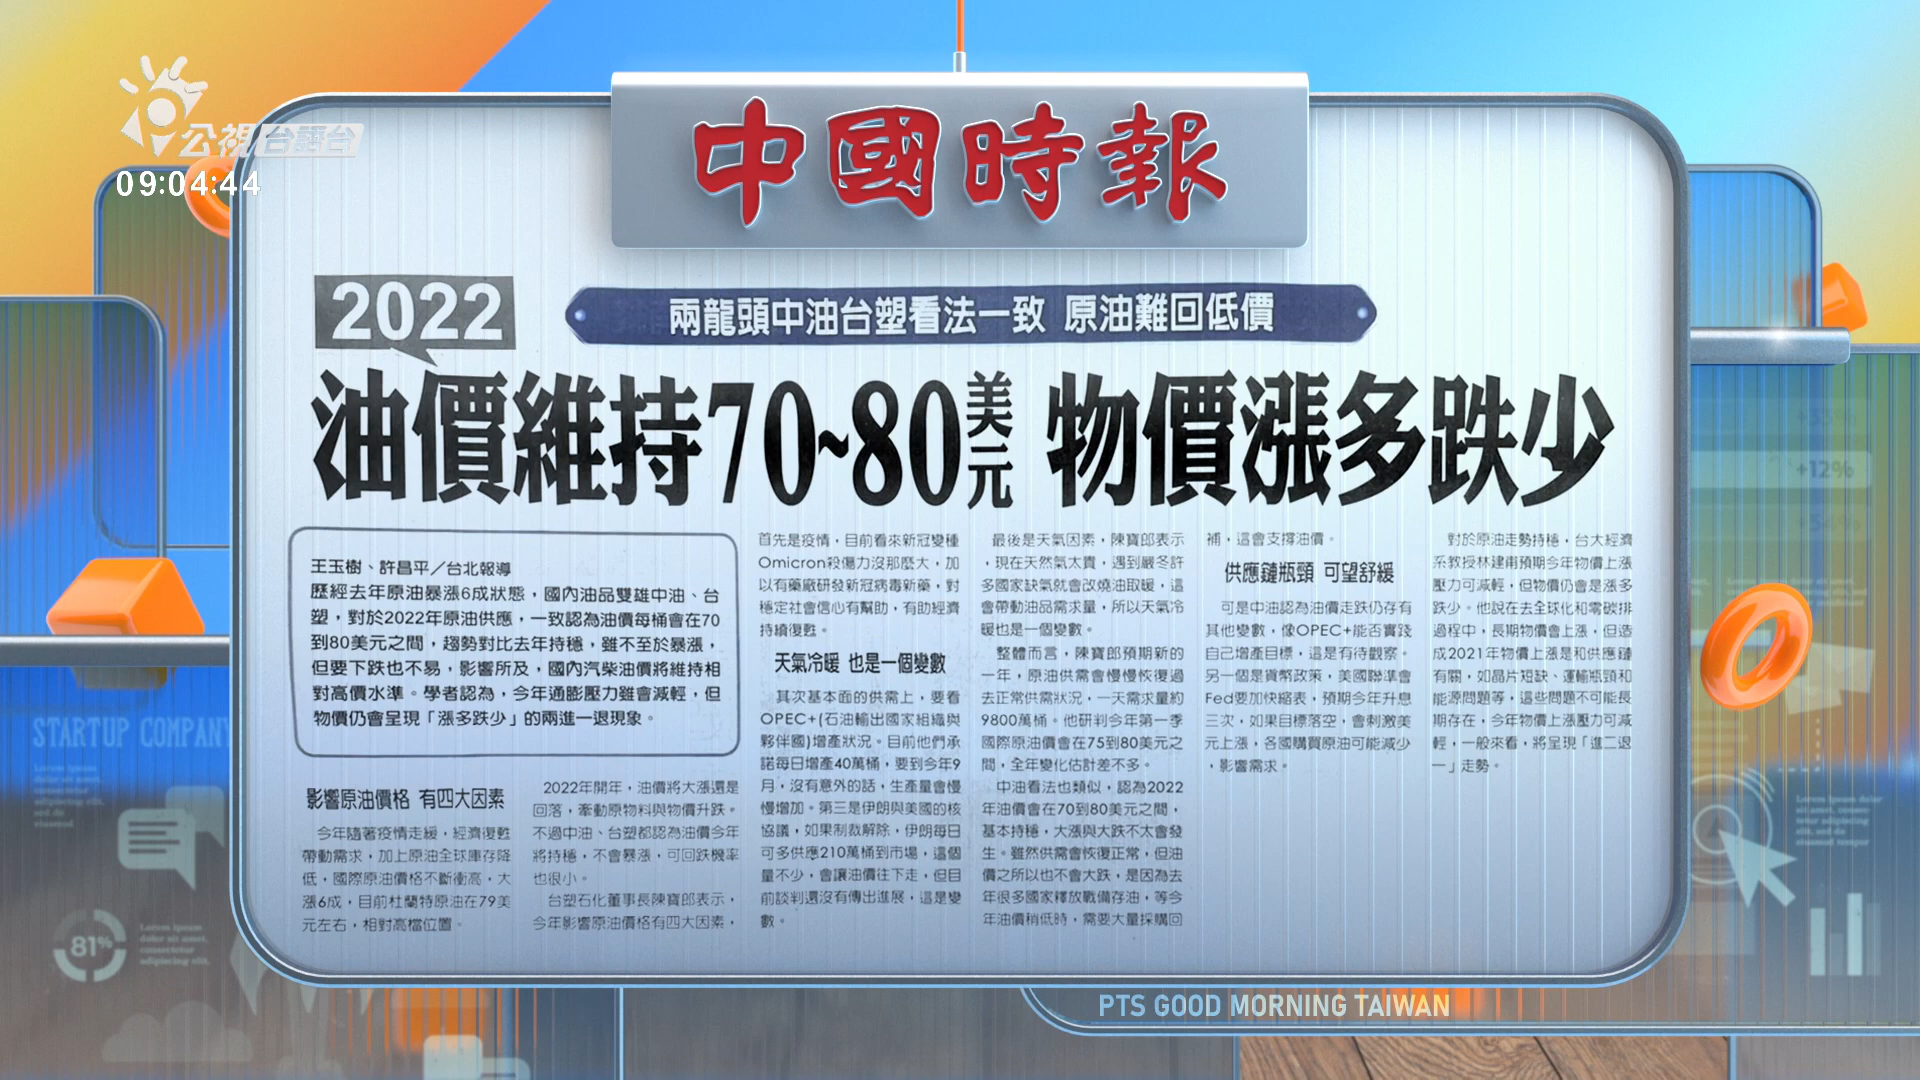 公視台語台
09:04:44
中國時報
2022
兩龍頭中油台塑看法一致 原油難回低價
油價維持70~80美元 物價漲多跌少
王玉樹、許昌平／台北報導
歷經去年原油暴漲6成狀態，國內油品雙雄中油、台
塑，對於2022年原油供應，一致認為油價每桶會在70
到80美元之間，趨勢對比去年持穩，雖不至於暴漲，
但要下跌也不易，影響所及，國內汽柴油價將維持相
對高價水準。學者認為，今年通膨壓力雖會減輕，但
物價仍會呈現「漲多跌少」的兩進一退現象。
影響原油價格 有四大因素
今年隨著疫情走緩，經濟復甦
帶動需求，加上原油全球庫存降
低，國際原油價格不斷衝高，大
漲6成，目前杜蘭特原油在79美
元左右，相對高檔位置。
2022年開年，油價將大漲還是
回落，牽動原物料與物價升跌。
不過中油、台塑都認為油價今年
將持穩，不會暴漲，可回跌機率
也很小。
台塑石化董事長陳寶郎表示，
今年影響原油價格有四大因素，
首先是疫情，目前看來新冠變種
Omicron殺傷力沒那麼大，加
以有藥廠研發新冠病毒新藥，對
穩定社會信心有幫助，有助經濟
持續復甦。
天氣冷暖 也是一個變數
其次基本面的供需上，要看
OPEC+(石油輸出國家組織與
夥伴國)增產狀況。目前他們承
諾每日增產40萬桶，要到今年9
月，沒有意外的話，生產量會慢
慢增加。第三是伊朗與美國的核
協議，如果制裁解除，伊朗每日
可多供應210萬桶到市場，這個
量不少，會讓油價往下走，但目
前談判還沒有傳出進展，這是變
數。
最後是天氣因素，陳寶郎表示
，現在天然氣太貴，遇到嚴冬許
多國家缺氣就會改燒油取暖，這
會帶動油品需求量，所以天氣冷
暖也是一個變數。
整體而言，陳寶郎預期新的
一年，原油供需會慢慢恢復過
去正常供需狀況，一天需求量約
9800萬桶。他研判今年第一季
國際原油價會在75到80美元之
間，全年變化估計差不多。
中油看法也類似，認為2022
年油價會在70到80美元之間，
基本持穩，大漲與大跌不太會發
生。雖然供需會恢復正常，但油
價之所以也不會大跌，是因為去
年很多國家釋放戰備存油，等今
年油價稍低時，需要大量採購回
補，這會支撐油價。
供應鏈瓶頸 可望舒緩
可是中油認為油價走跌仍存有
其他變數，像OPEC+能否實踐
自己增產目標，這是有待觀察。
另一個是貨幣政策，美國聯準會
Fed要加快縮表，預期今年升息
三次，如果目標落空，會刺激美
元上漲，各國購買原油可能減少
，影響需求。
對於原油走勢持穩，台大經濟
系教授林建甫預期今年物價上漲
壓力可減輕，但物價仍會是漲多
跌少。他說在去全球化和零碳排
過程中，長期物價會上漲，但造
成2021年物價上漲是和供應鏈
有關，如晶片短缺、運輸瓶頸和
能源問題等，這些問題不可能長
期存在，今年物價上漲壓力可減
輕，一般來看，將呈現「進二退
一」走勢。
+12%
STARTUP COMPANY
81%
PTS GOOD MORNING TAIWAN